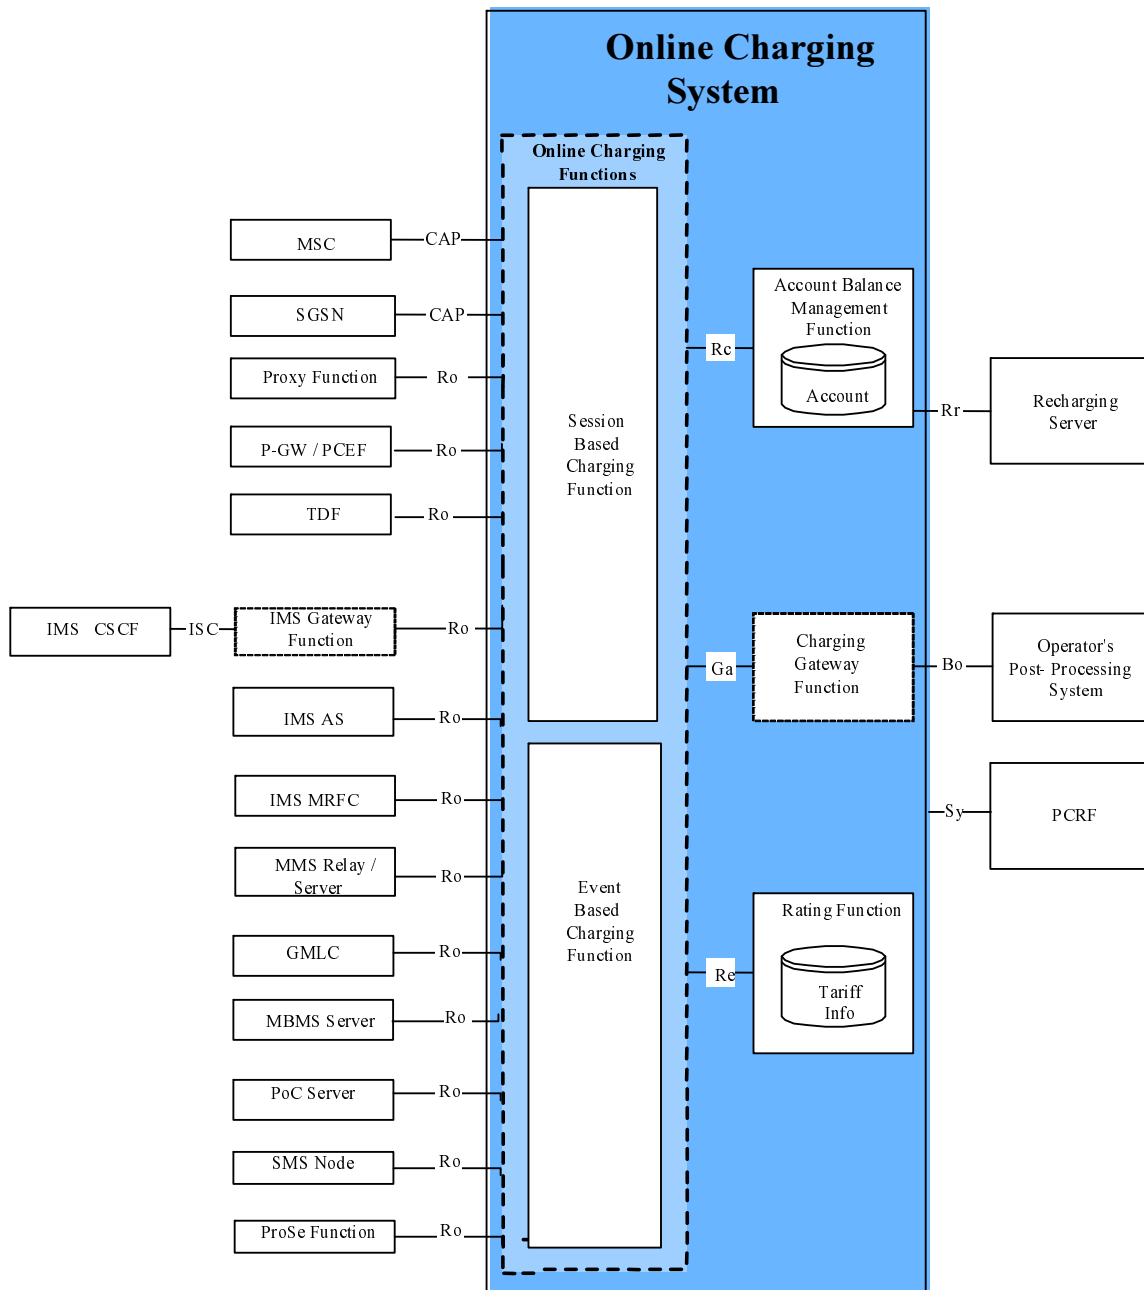 Online Charging
System
Online Charging
Functions
MSC
CAP
SGSN
CAP
Proxy Function
Ro
P-GW / PCEF
Ro
TDF
Ro
IMS CSCF
ISC
IMS Gateway
Function
Ro
IMS AS
Ro
IMS MRFC
Ro
MMS Relay /
Server
Ro
GMLC
Ro
MBMS Server
Ro
PoC Server
Ro
SMS Node
Ro
ProSe Function
Ro
Session
Based
Charging
Function
Event
Based
Charging
Function
Rc
Account Balance
Management
Function
Account
Rr
Recharging
Server
Ga
Charging
Gateway
Function
Bo
Operator's
Post- Processing
System
Sy
PCRF
Re
Rating Function
Tariff
Info